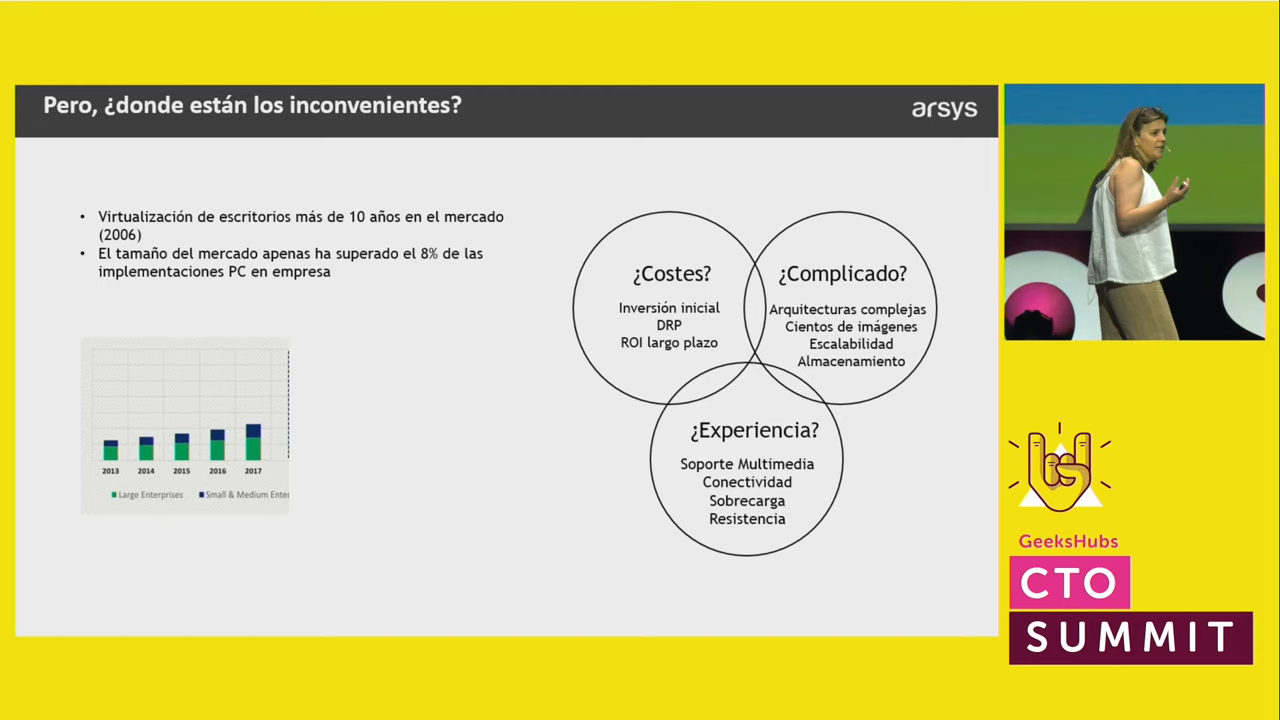 Pero, ¿donde están los inconvenientes?
arsys
• Virtualización de escritorios más de 10 años en el mercado
(2006)
• El tamaño del mercado apenas ha superado el 8% de las
implementaciones PC en empresa
¿Costes?
Inversión inicial
DRP
ROI largo plazo
¿Complicado?
Arquitecturas complejas
Cientos de imágenes
Escalabilidad
Almacenamiento
¿Experiencia?
Soporte Multimedia
Conectividad
Sobrecarga
Resistencia
2013 2014 2015 2016 2017
Large Enterprises Small & Medium Enter
GeeksHubs
CTO
SUMMIT